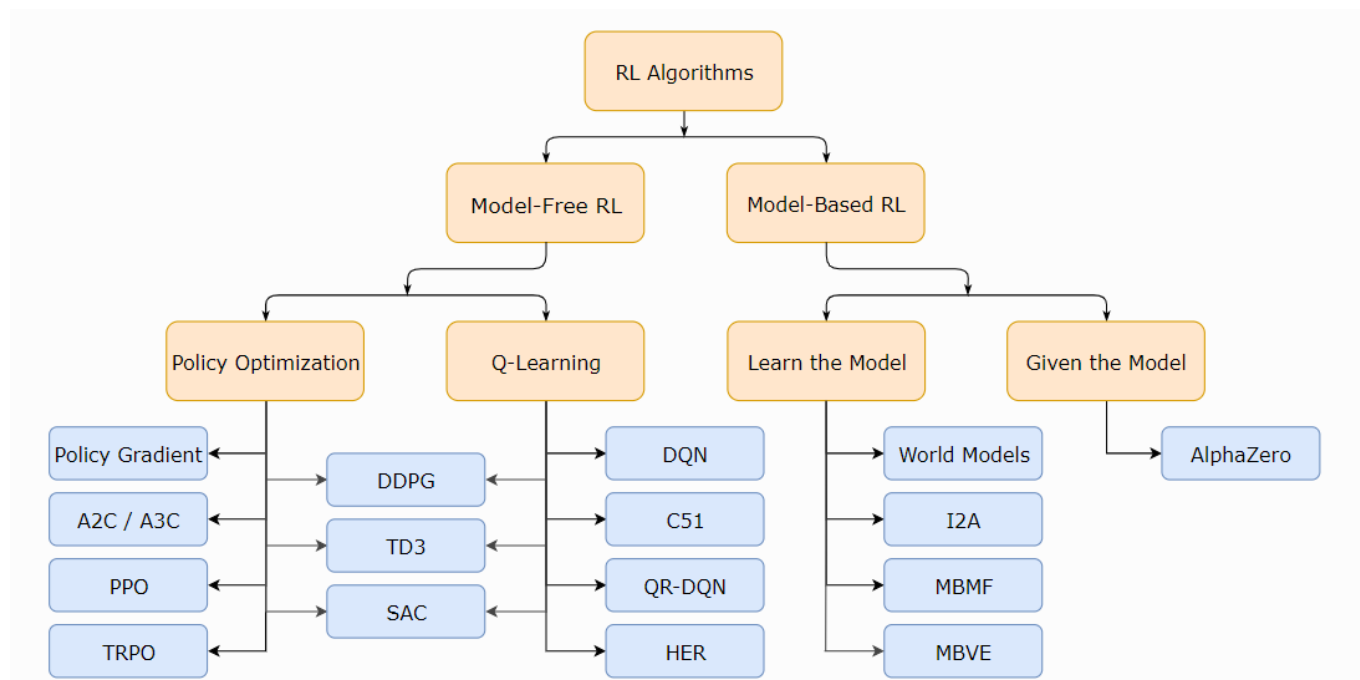 RL Algorithms
Model-Free RL
Model-Based RL
Policy Optimization
Q-Learning
Learn the Model
Given the Model
Policy Gradient
DDPG
DQN
World Models
AlphaZero
A2C / A3C
TD3
C51
I2A
PPO
SAC
QR-DQN
MBMF
TRPO
HER
MBVE